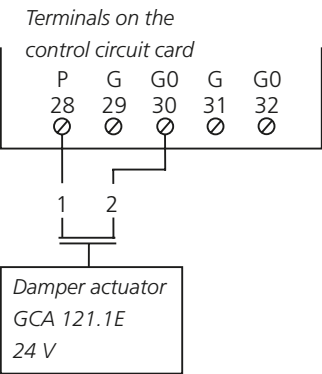 Terminals on the
control circuit card
P G G0 G G0
28 29 30 31 32
1 2
Damper actuator
GCA 121.1E
24 V